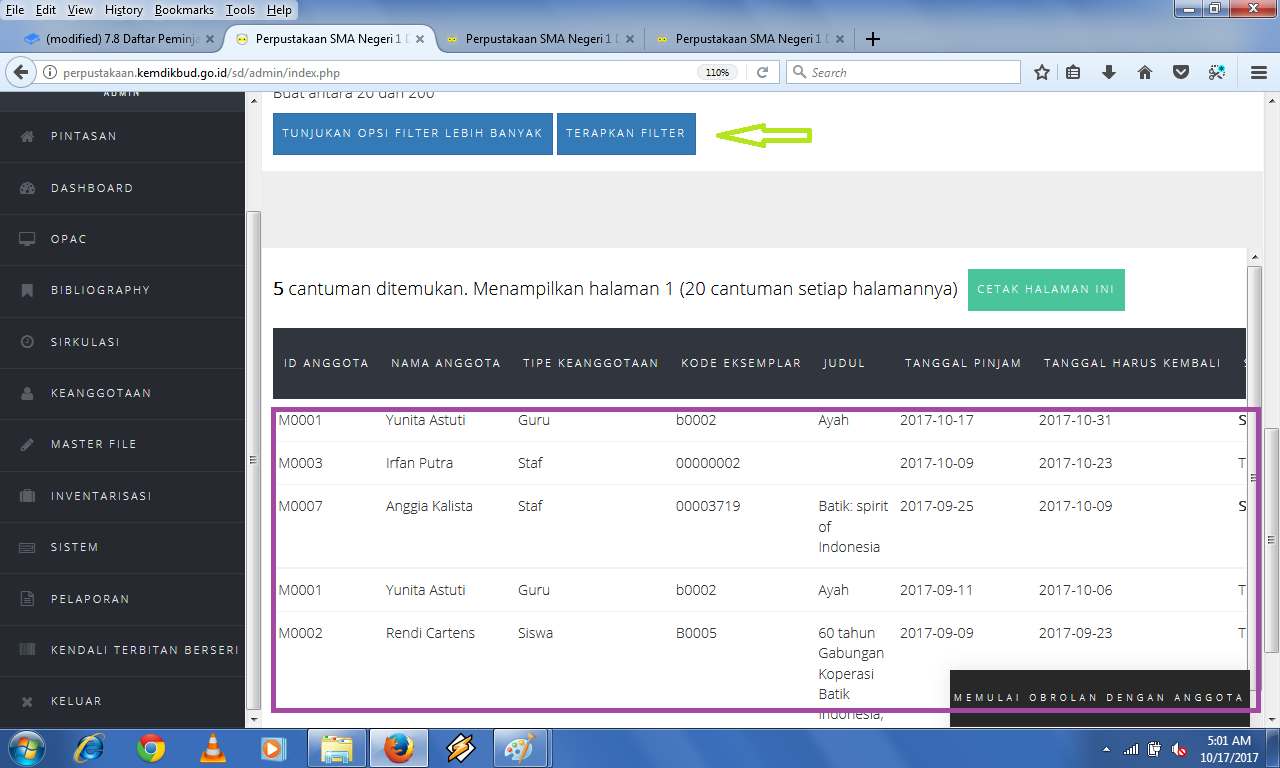 File Edit View History Bookmarks Tools Help
(modified) 7.8 Daftar Peminja
Perpustakaan SMA Negeri 1 D
Perpustakaan SMA Negeri 1 D
Perpustakaan SMA Negeri 1 D
perpustakaan.kemdikbud.go.id/sd/admin/index.php 110% Search
ADMIN
PINTASAN
DASHBOARD
OPAC
BIBLIOGRAPHY
SIRKULASI
KEANGGOTAAN
MASTER FILE
INVENTARISASI
SISTEM
PELAPORAN
KENDALI TERBITAN BERSERI
KELUAR
Buat antara 20 dan 200
TUNJUKAN OPSI FILTER LEBIH BANYAK TERAPKAN FILTER
5 cantuman ditemukan. Menampilkan halaman 1 (20 cantuman setiap halamannya) CETAK HALAMAN INI
ID ANGGOTA NAMA ANGGOTA TIPE KEANGGOTAAN KODE EKSEMPLAR JUDUL TANGGAL PINJAM TANGGAL HARUS KEMBALI S
M0001 Yunita Astuti Guru b0002 Ayah 2017-10-17 2017-10-31 S
M0003 Irfan Putra Staf 00000002 2017-10-09 2017-10-23 T
M0007 Anggia Kalista Staf 00003719 Batik: spirit 2017-09-25 2017-10-09 S
of
Indonesia
M0001 Yunita Astuti Guru b0002 Ayah 2017-09-11 2017-10-06 T
M0002 Rendi Cartens Siswa B0005 60 tahun 2017-09-09 2017-09-23 T
Gabungan
Koperasi
Batik
Indonesia,
MEMULAI OBROLAN DENGAN ANGGOTA
5:01 AM
10/17/2017